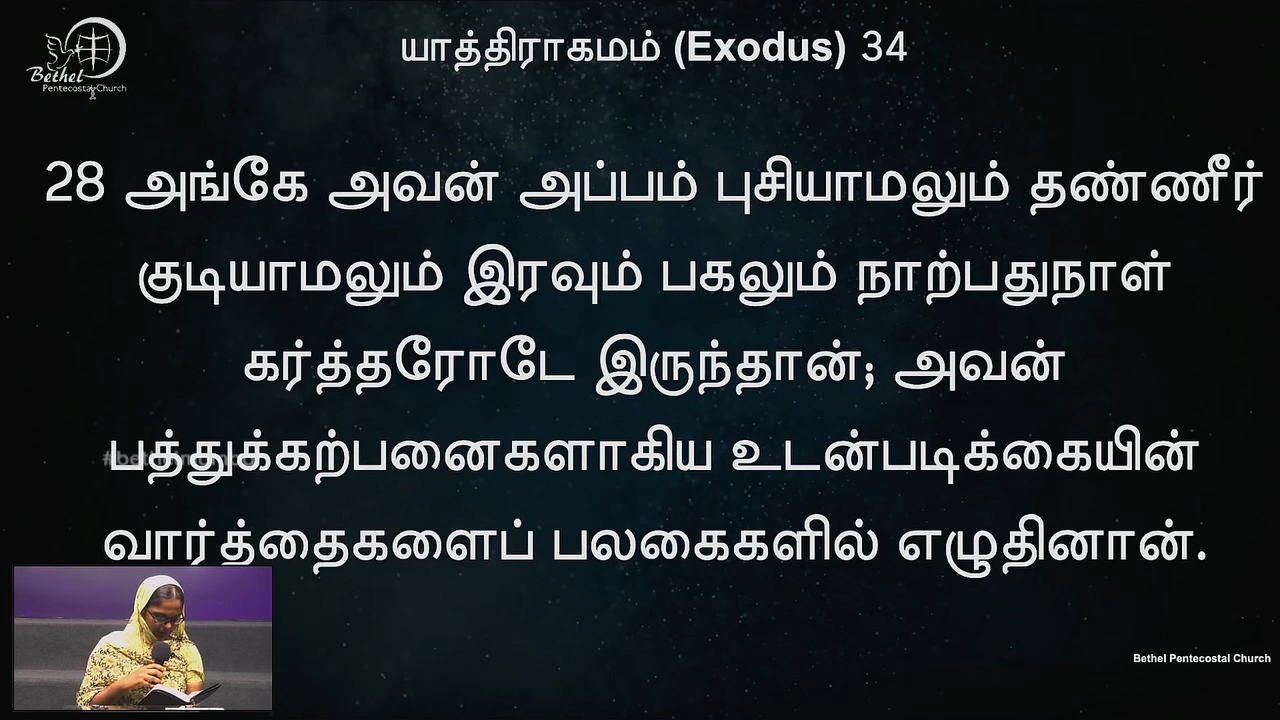 Bethel
Pentecostal Church
யாத்திராகமம் (Exodus) 34
28 அங்கே அவன் அப்பம் புசியாமலும் தண்ணீர்
குடியாமலும் இரவும் பகலும் நாற்பதுநாள்
கர்த்தரோடே இருந்தான்; அவன்
பத்துக்கற்பனைகளாகிய உடன்படிக்கையின்
வார்த்தைகளைப் பலகைகளில் எழுதினான்.
Bethel Pentecostal Church